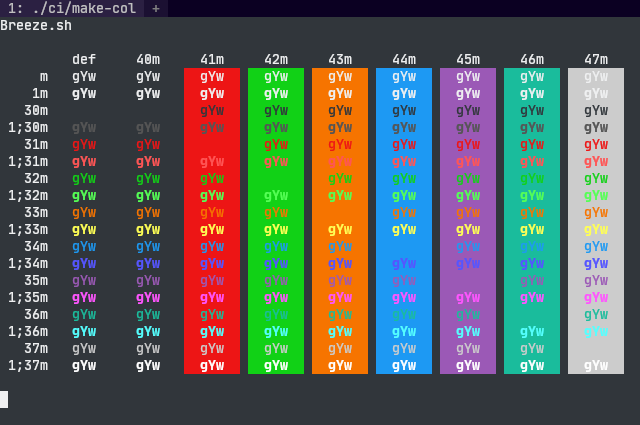 1: ./ci/make-col +
Breeze.sh
def 40m 41m 42m 43m 44m 45m 46m 47m
m gYw gYw gYw gYw gYw gYw gYw gYw gYw
1m gYw gYw gYw gYw gYw gYw gYw gYw gYw
30m gYw gYw gYw gYw gYw gYw gYw
1;30m gYw gYw gYw gYw gYw gYw gYw gYw gYw
31m gYw gYw gYw gYw gYw gYw gYw gYw
1;31m gYw gYw gYw gYw gYw gYw gYw gYw gYw
32m gYw gYw gYw gYw gYw gYw gYw gYw
1;32m gYw gYw gYw gYw gYw gYw gYw gYw gYw
33m gYw gYw gYw gYw gYw gYw gYw gYw
1;33m gYw gYw gYw gYw gYw gYw gYw gYw gYw
34m gYw gYw gYw gYw gYw gYw gYw gYw
1;34m gYw gYw gYw gYw gYw gYw gYw gYw gYw
35m gYw gYw gYw gYw gYw gYw gYw gYw
1;35m gYw gYw gYw gYw gYw gYw gYw gYw gYw
36m gYw gYw gYw gYw gYw gYw gYw gYw
1;36m gYw gYw gYw gYw gYw gYw gYw gYw gYw
37m gYw gYw gYw gYw gYw gYw gYw gYw
1;37m gYw gYw gYw gYw gYw gYw gYw gYw gYw